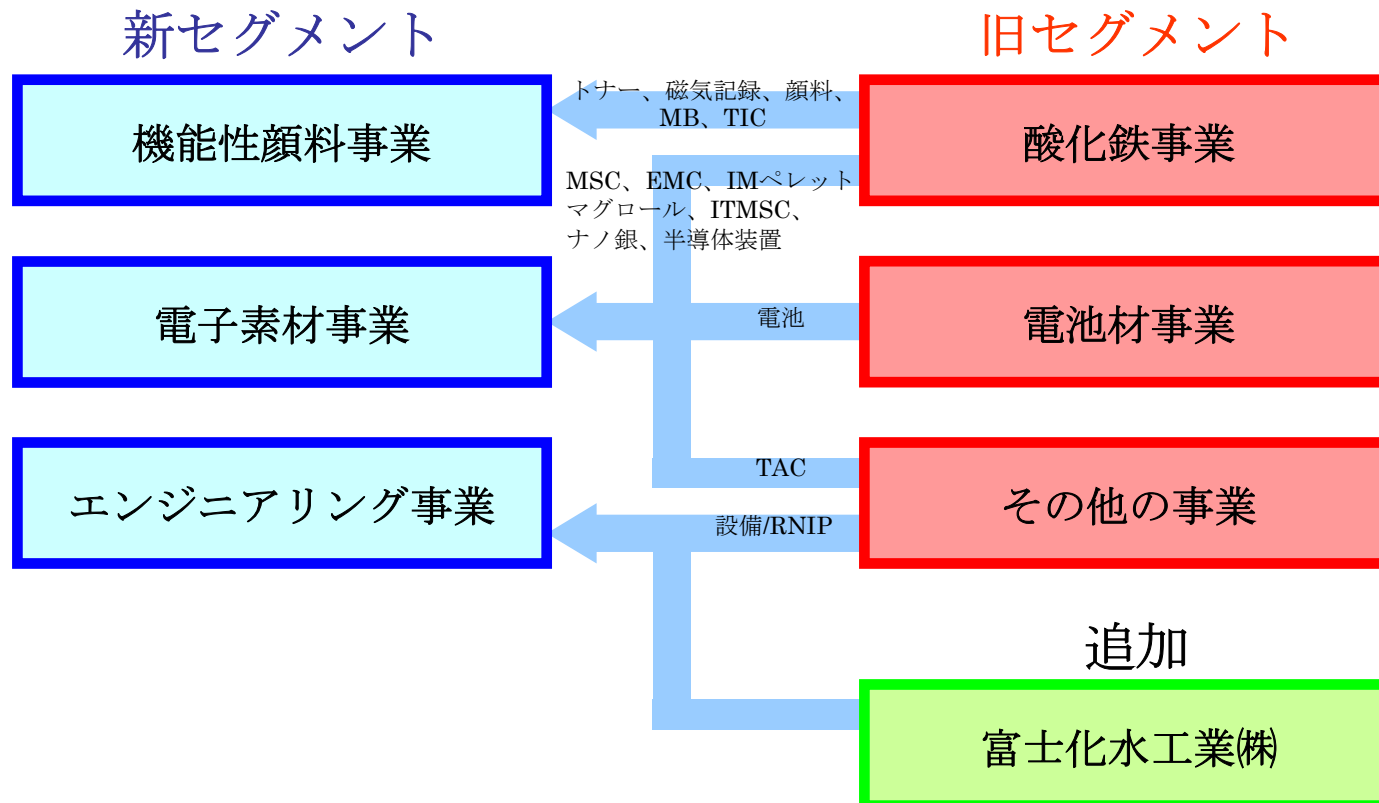 新セグメント
旧セグメント
機能性顔料事業
トナー、磁気記録、顔料、
MB、TIC
酸化鉄事業
MSC、EMC、IMペレット
マグロール、ITMSC、
ナノ銀、半導体装置
電子素材事業
電池
電池材事業
エンジニアリング事業
TAC
設備/RNIP
その他の事業
追加
富士化水工業㈱